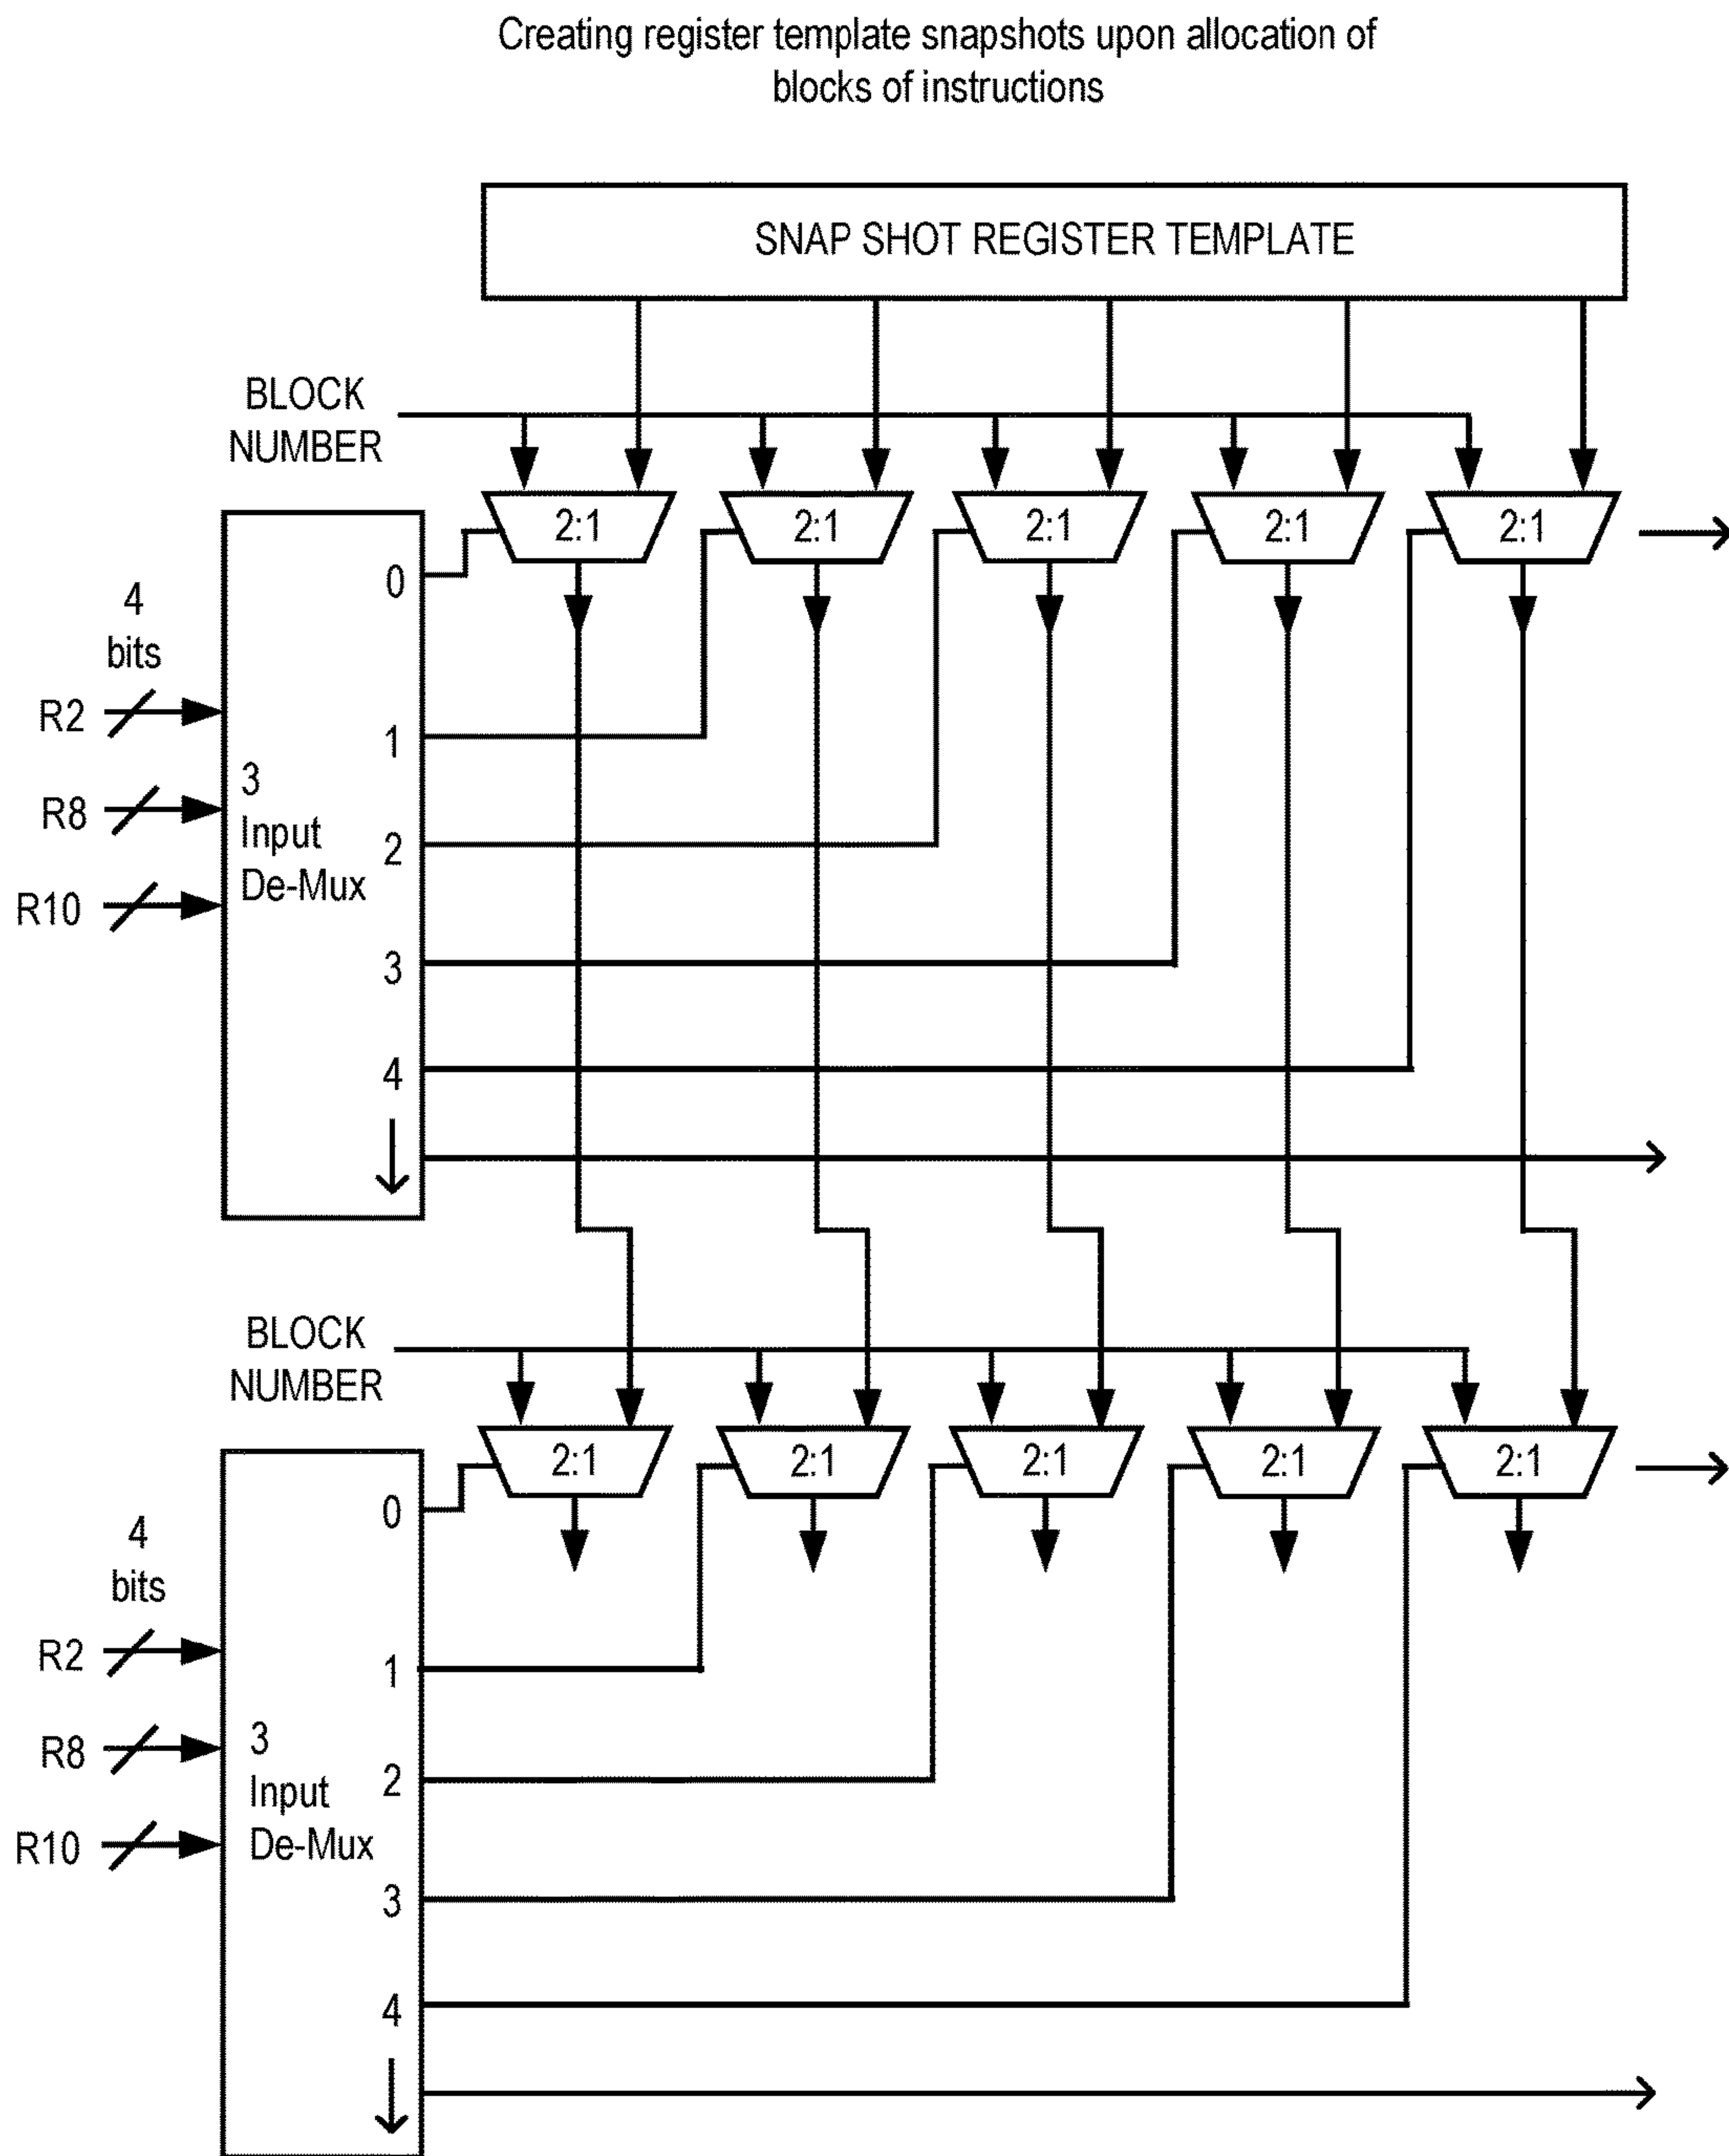 Creating register template snapshots upon allocation of
blocks of instructions
SNAP SHOT REGISTER TEMPLATE
BLOCK
NUMBER
2:1
2:1
2:1
2:1
2:1
0
4
bits
R2
1
3
R8
Input
2
De-Mux
R10
3
4
BLOCK
NUMBER
2:1
2:1
2:1
2:1
2:1
0
4
bits
R2
1
3
R8
Input
2
De-Mux
R10
3
4